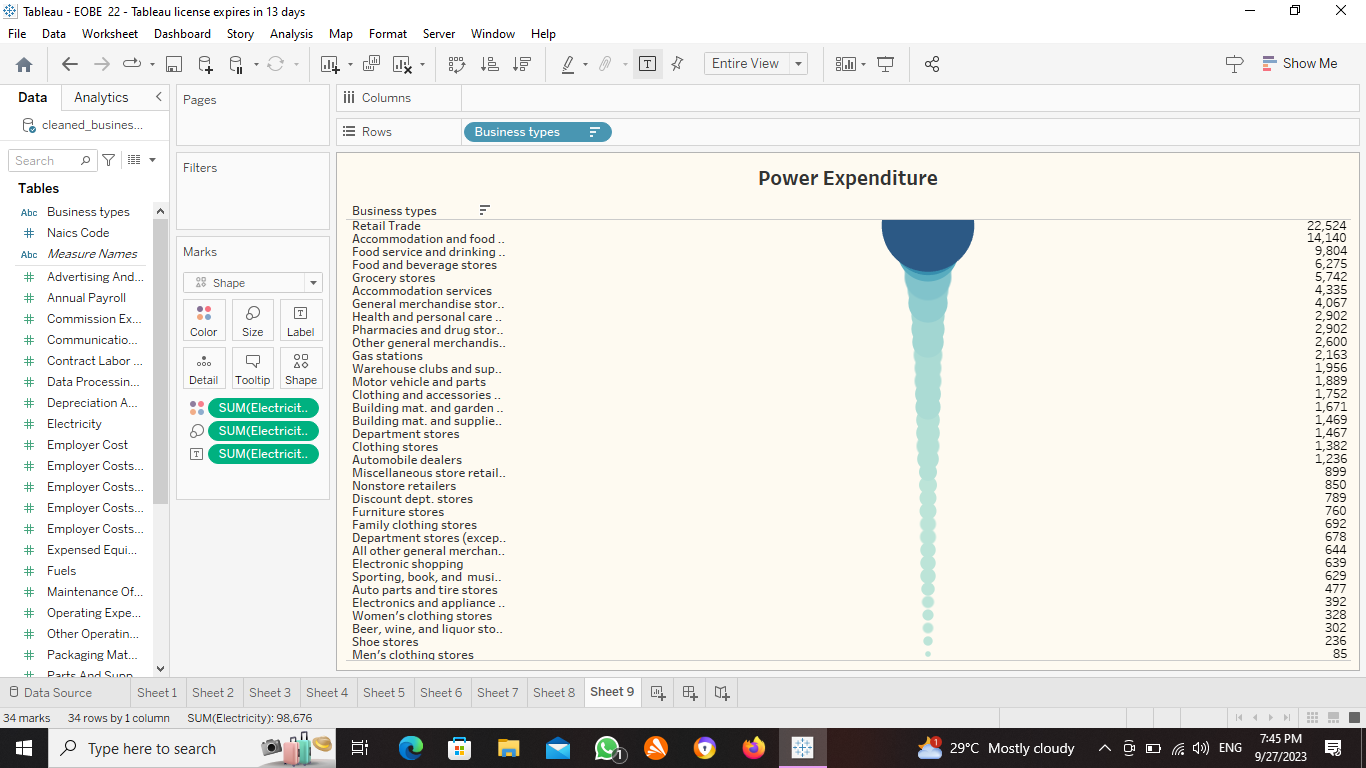 Tableau - EOBE 22 - Tableau license expires in 13 days
File Data Worksheet Dashboard Story Analysis Map Format Server Window Help
Entire View
Show Me
Data Analytics
cleaned_busines...
Search
Tables
Abc Business types
Naics Code
Abc Measure Names
Advertising And...
Annual Payroll
Commission Ex...
Communicatio...
Contract Labor ...
Data Processin...
Depreciation A...
Electricity
Employer Cost
Employer Costs...
Employer Costs...
Employer Costs...
Employer Costs...
Expensed Equi...
Fuels
Maintenance Of...
Operating Expe...
Other Operatin...
Packaging Mat...
Parts And Supp...
Pages
Filters
Marks
Shape
Color Size Label
Detail Tooltip Shape
SUM(Electricit..
SUM(Electricit..
SUM(Electricit..
Columns
Rows Business types
Power Expenditure
Business types
Retail Trade 22,524
Accommodation and food .. 14,140
Food service and drinking .. 9,804
Food and beverage stores 6,275
Grocery stores 5,742
Accommodation services 4,335
General merchandise stor.. 4,067
Health and personal care .. 2,902
Pharmacies and drug stor.. 2,902
Other general merchandis.. 2,600
Gas stations 2,163
Warehouse clubs and sup.. 1,956
Motor vehicle and parts 1,889
Clothing and accessories .. 1,752
Building mat. and garden .. 1,671
Building mat. and supplie.. 1,469
Department stores 1,467
Clothing stores 1,382
Automobile dealers 1,236
Miscellaneous store retail.. 899
Nonstore retailers 850
Discount dept. stores 789
Furniture stores 760
Family clothing stores 692
Department stores (excep.. 678
All other general merchan.. 644
Electronic shopping 639
Sporting, book, and musi.. 629
Auto parts and tire stores 477
Electronics and appliance .. 392
Women's clothing stores 328
Beer, wine, and liquor sto.. 302
Shoe stores 236
Men's clothing stores 85
Data Source Sheet 1 Sheet 2 Sheet 3 Sheet 4 Sheet 5 Sheet 6 Sheet 7 Sheet 8 Sheet 9
34 marks 34 rows by 1 column SUM(Electricity): 98,676
Type here to search
1
1
29°C Mostly cloudy
ENG
7:45 PM
9/27/2023